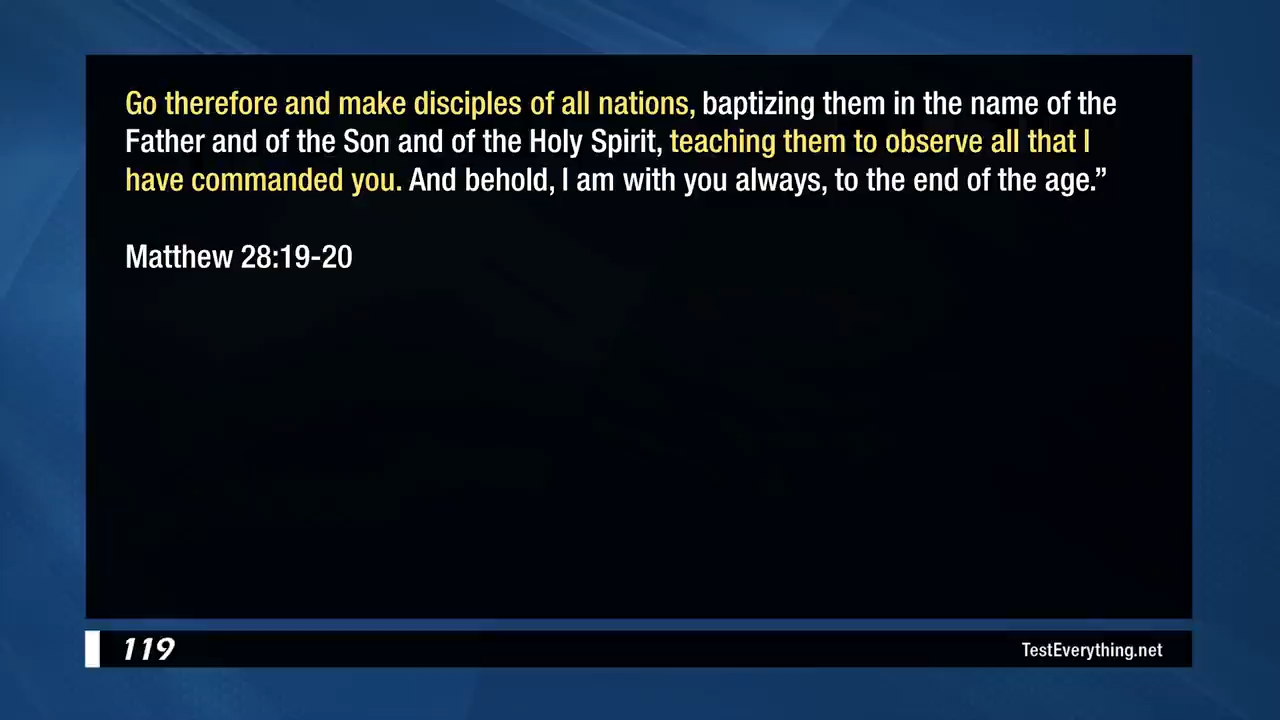 Go therefore and make disciples of all nations, baptizing them in the name of the
Father and of the Son and of the Holy Spirit, teaching them to observe all that I
have commanded you. And behold, I am with you always, to the end of the age.”
Matthew 28:19-20
119
TestEverything.net